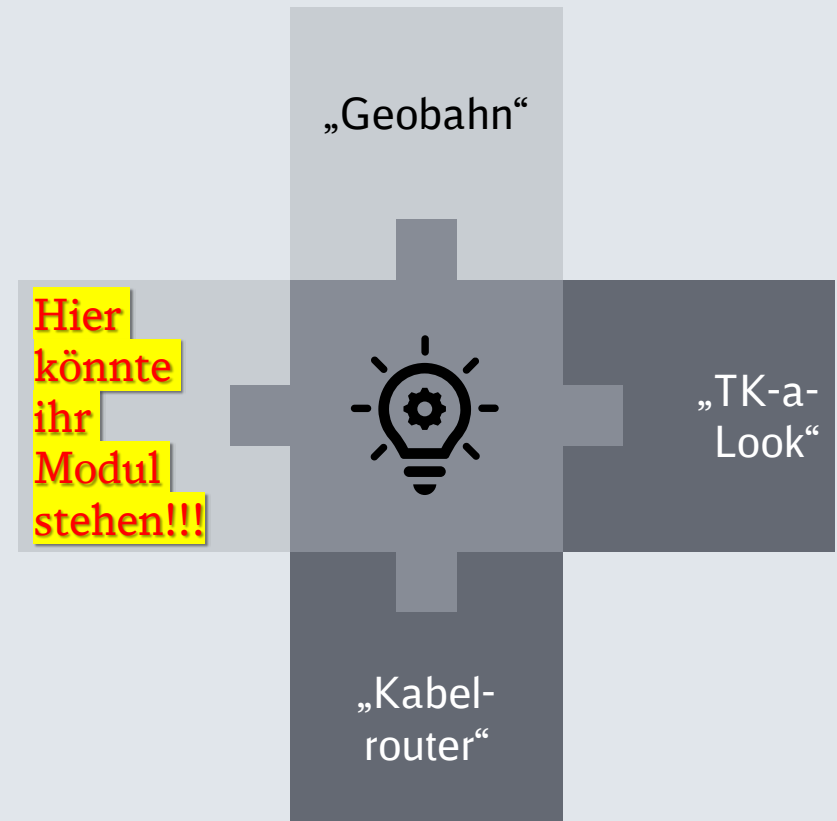 „Geobahn“
Hier
könnte
ihr
Modul
stehen!!!
„TK-a-
Look“
„Kabel-
router“